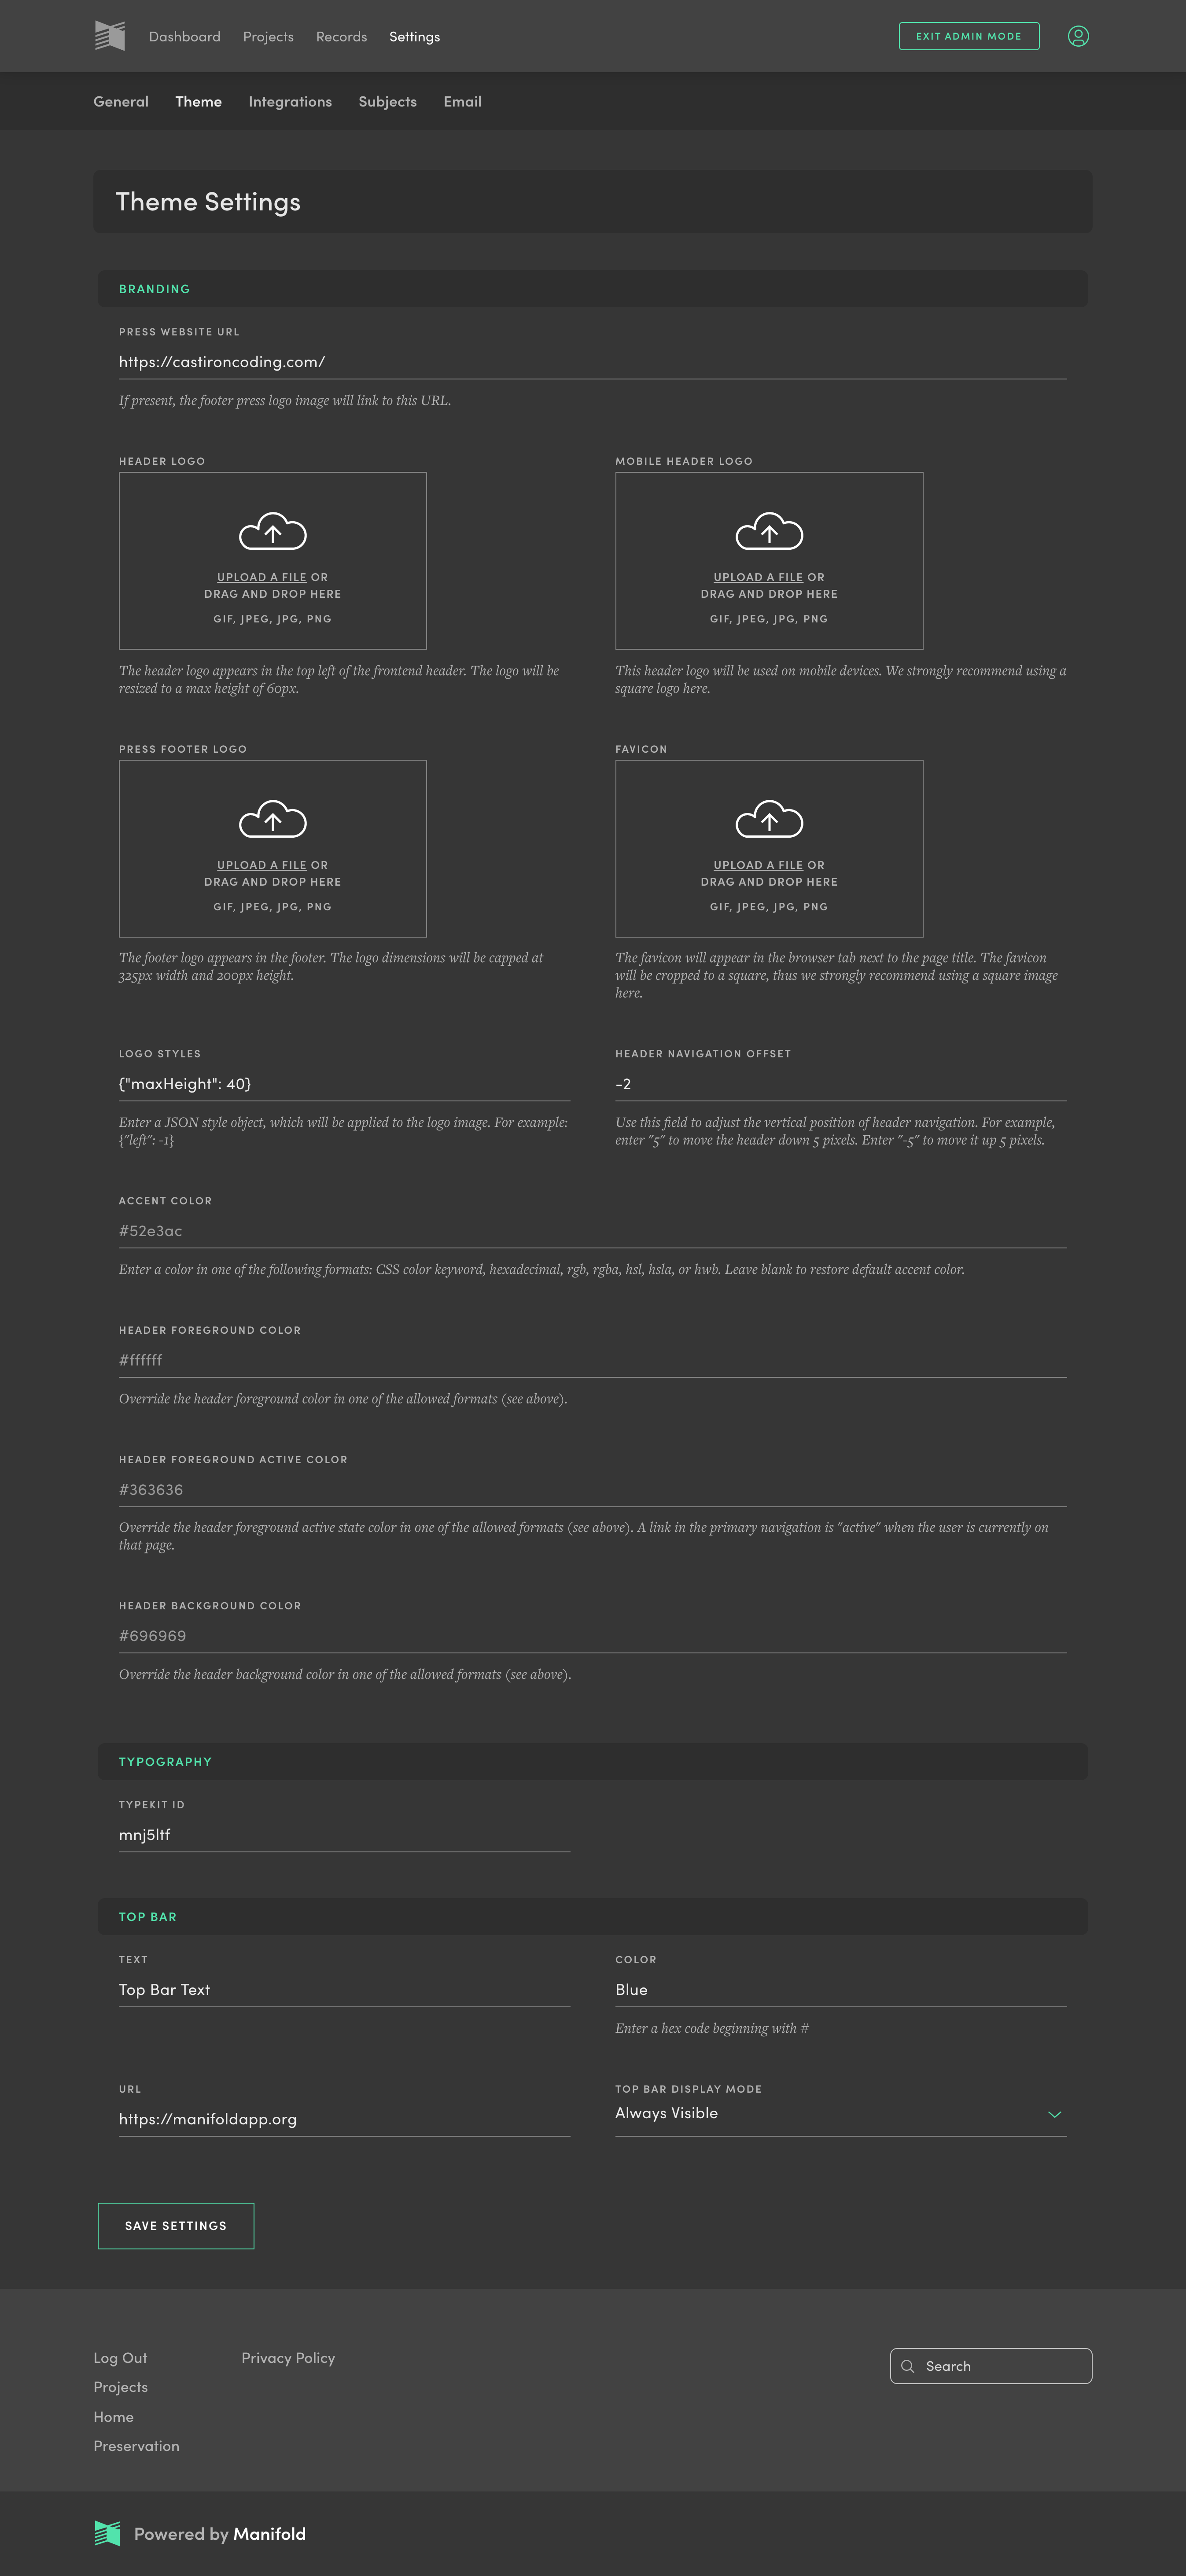 Dashboard Projects Records Settings EXIT ADMIN MODE
General Theme Integrations Subjects Email
Theme Settings
BRANDING
PRESS WEBSITE URL
https://castironcoding.com/
If present, the footer press logo image will link to this URL.
HEADER LOGO
UPLOAD A FILE OR
DRAG AND DROP HERE
GIF, JPEG, JPG, PNG
The header logo appears in the top left of the frontend header. The logo will be
resized to a max height of 60px.
MOBILE HEADER LOGO
UPLOAD A FILE OR
DRAG AND DROP HERE
GIF, JPEG, JPG, PNG
This header logo will be used on mobile devices. We strongly recommend using a
square logo here.
PRESS FOOTER LOGO
UPLOAD A FILE OR
DRAG AND DROP HERE
GIF, JPEG, JPG, PNG
The footer logo appears in the footer. The logo dimensions will be capped at
325px width and 200px height.
FAVICON
UPLOAD A FILE OR
DRAG AND DROP HERE
GIF, JPEG, JPG, PNG
The favicon will appear in the browser tab next to the page title. The favicon
will be cropped to a square, thus we strongly recommend using a square image
here.
LOGO STYLES
{"maxHeight": 40}
Enter a JSON style object, which will be applied to the logo image. For example:
{"left": -1}
HEADER NAVIGATION OFFSET
-2
Use this field to adjust the vertical position of header navigation. For example,
enter "5" to move the header down 5 pixels. Enter "-5" to move it up 5 pixels.
ACCENT COLOR
#52e3ac
Enter a color in one of the following formats: CSS color keyword, hexadecimal, rgb, rgba, hsl, hsla, or hwb. Leave blank to restore default accent color.
HEADER FOREGROUND COLOR
#ffffff
Override the header foreground color in one of the allowed formats (see above).
HEADER FOREGROUND ACTIVE COLOR
#363636
Override the header foreground active state color in one of the allowed formats (see above). A link in the primary navigation is "active" when the user is currently on
that page.
HEADER BACKGROUND COLOR
#696969
Override the header background color in one of the allowed formats (see above).
TYPOGRAPHY
TYPEKIT ID
mnj5ltf
TOP BAR
TEXT
Top Bar Text
COLOR
Blue
Enter a hex code beginning with #
URL
https://manifoldapp.org
TOP BAR DISPLAY MODE
Always Visible
SAVE SETTINGS
Log Out
Projects
Home
Preservation
Privacy Policy
Search
Powered by Manifold